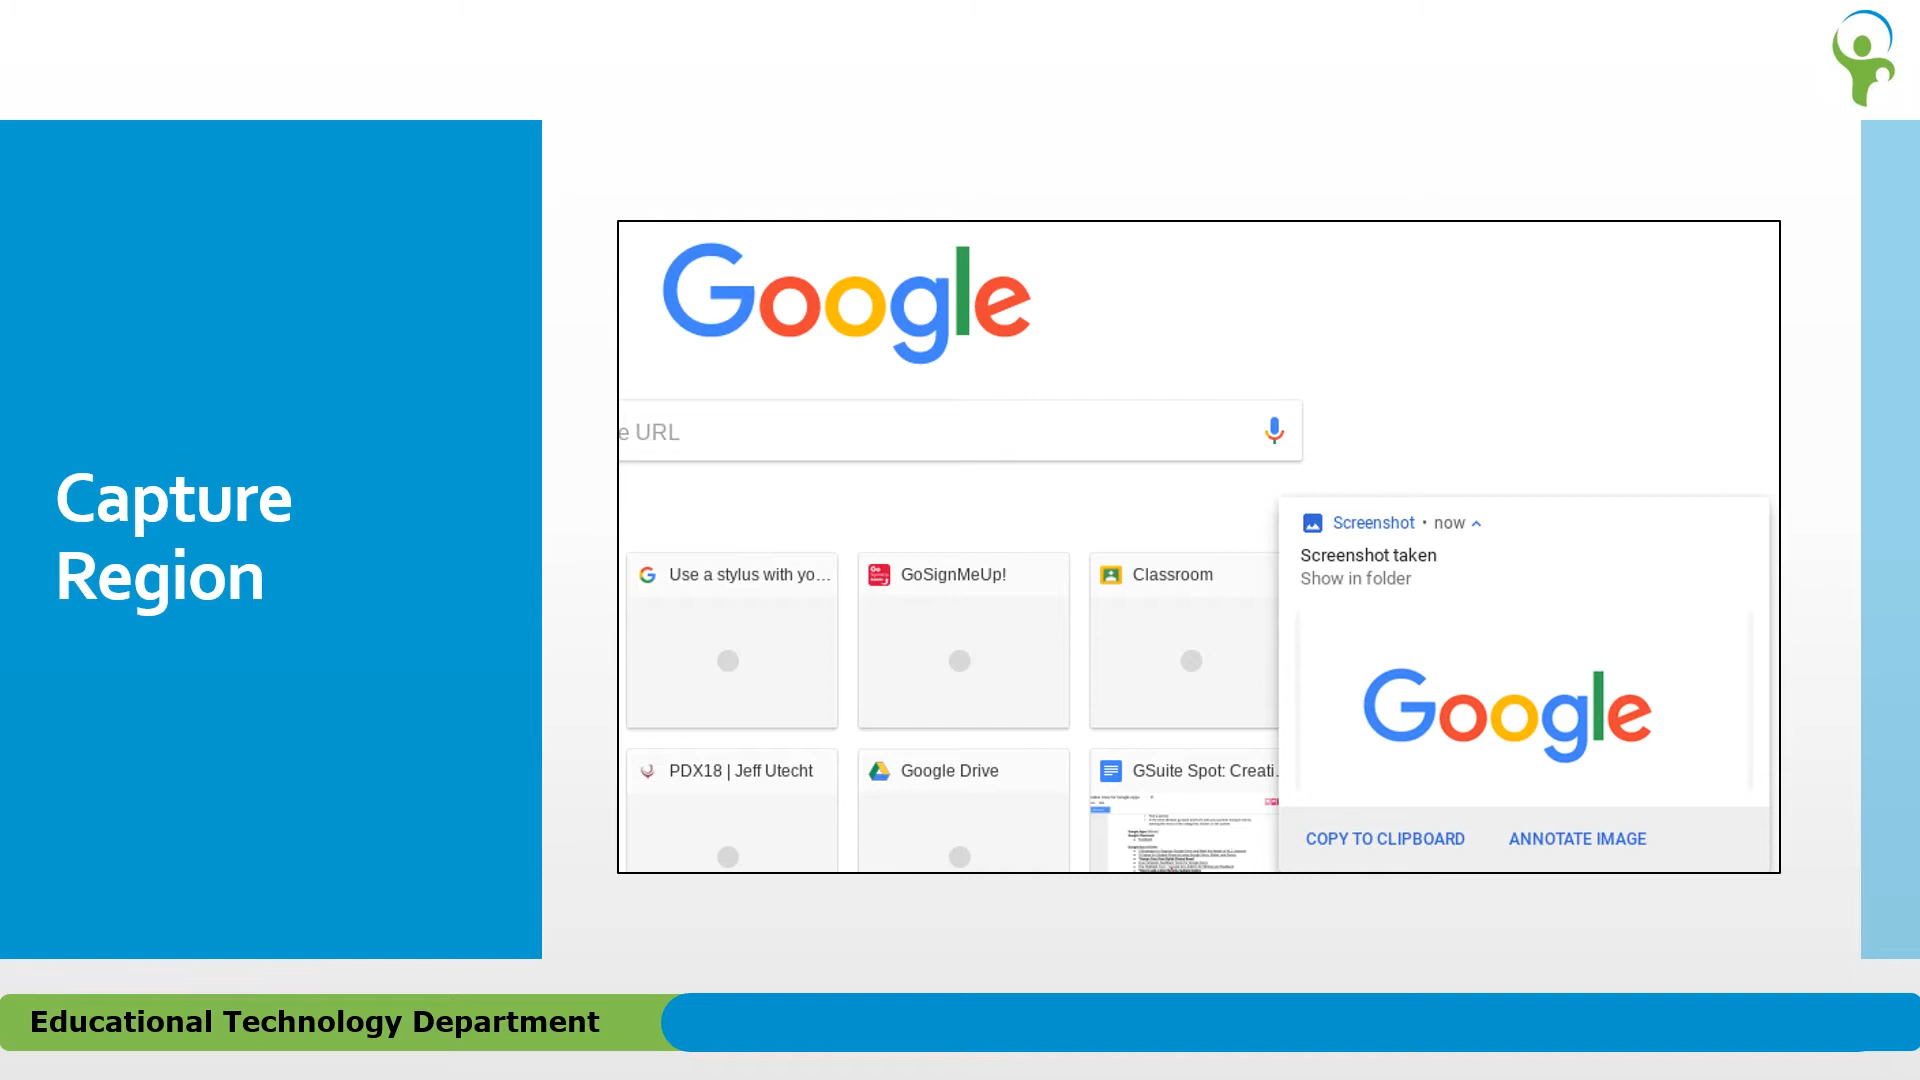 Capture
Region
Google
e URL
Use a stylus with yo...
GoSignMeUp!
Classroom
PDX18 | Jeff Utecht
Google Drive
GSuite Spot: Creati.
Screenshot • now
Screenshot taken
Show in folder
Google
COPY TO CLIPBOARD
ANNOTATE IMAGE
Educational Technology Department